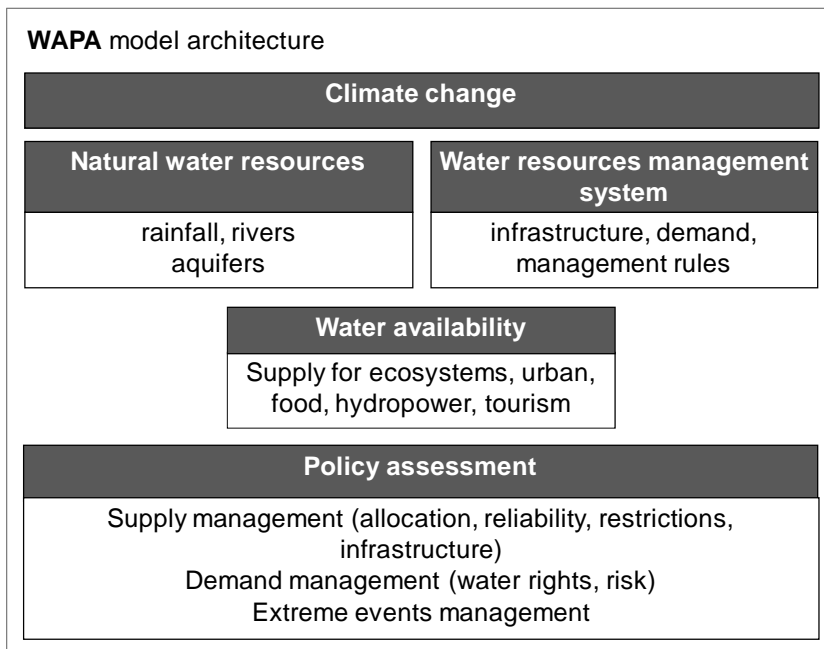 WAPA model architecture
Climate change
Natural water resources
rainfall, rivers
aquifers
Water resources management
system
infrastructure, demand,
management rules
Water availability
Supply for ecosystems, urban,
food, hydropower, tourism
Policy assessment
Supply management (allocation, reliability, restrictions,
infrastructure)
Demand management (water rights, risk)
Extreme events management